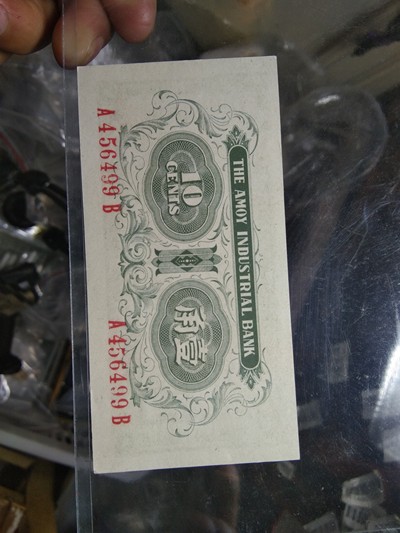 THE AMOY INDUSTRIAL BANK
10
CENTS
壹角
A456499B
A456499B